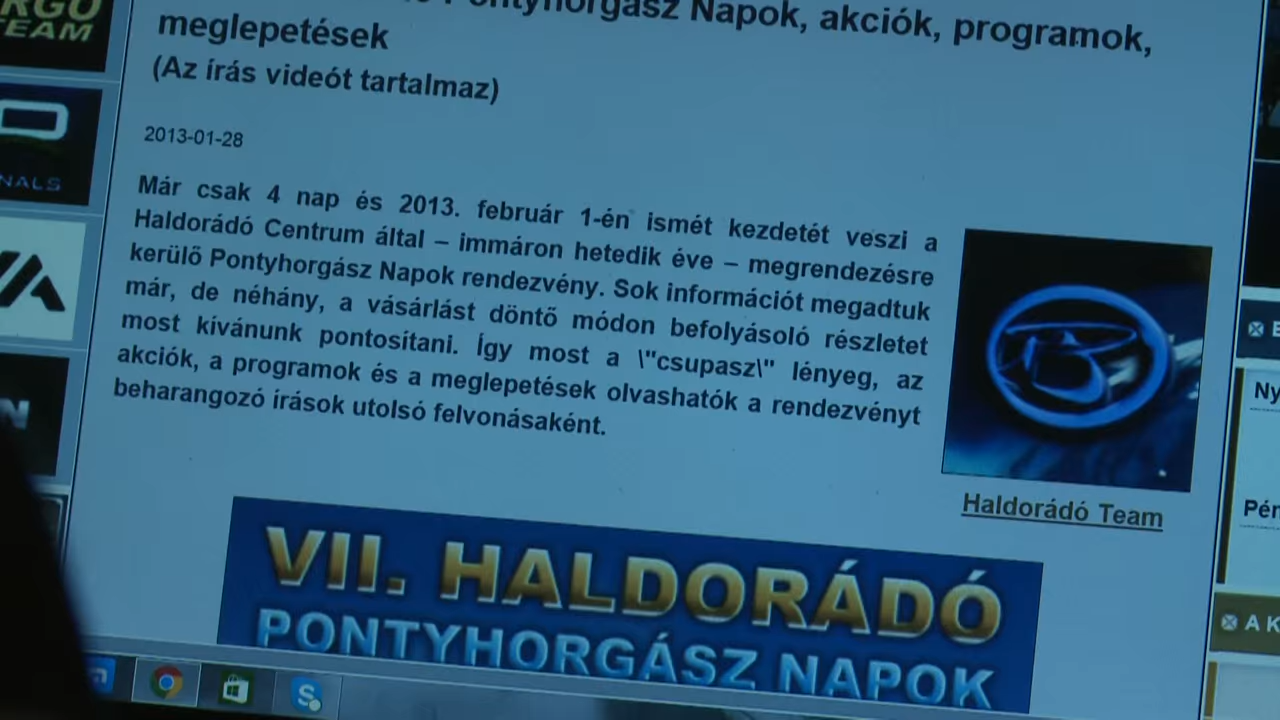 Pontyhorgász Napok, akciók, programok,
meglepetések
(Az írás videót tartalmaz)
2013-01-28
Már csak 4 nap és 2013. február 1-én ismét kezdetét veszi a
Haldorádó Centrum által – immáron hetedik éve – megrendezésre
kerülő Pontyhorgász Napok rendezvény. Sok információt megadtuk
már, de néhány, a vásárlást döntő módon befolyásoló részletet
most kívánunk pontosítani. Így most a \"csupasz\" lényeg, az
akciók, a programok és a meglepetések olvashatók a rendezvényt
beharangozó írások utolsó felvonásaként.
Haldorádó Team
VII. HALDORÁDÓ
PONTYHORGÁSZ NAPOK
TEAM
NALS
Ny
Pén
A K